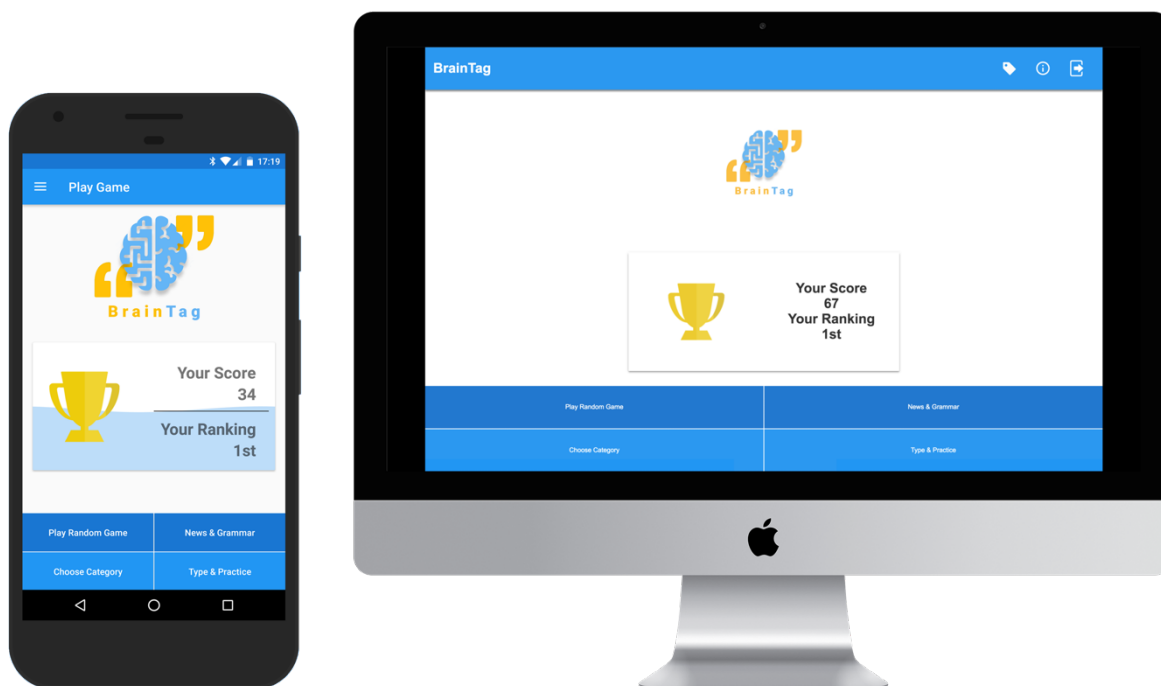 17:19
Play Game
BrainTag
Your Score
34
Your Ranking
1st
Play Random Game
News & Grammar
Choose Category
Type & Practice
BrainTag
BrainTag
Your Score
67
Your Ranking
1st
Play Random Game
News & Grammar
Choose Category
Type & Practice